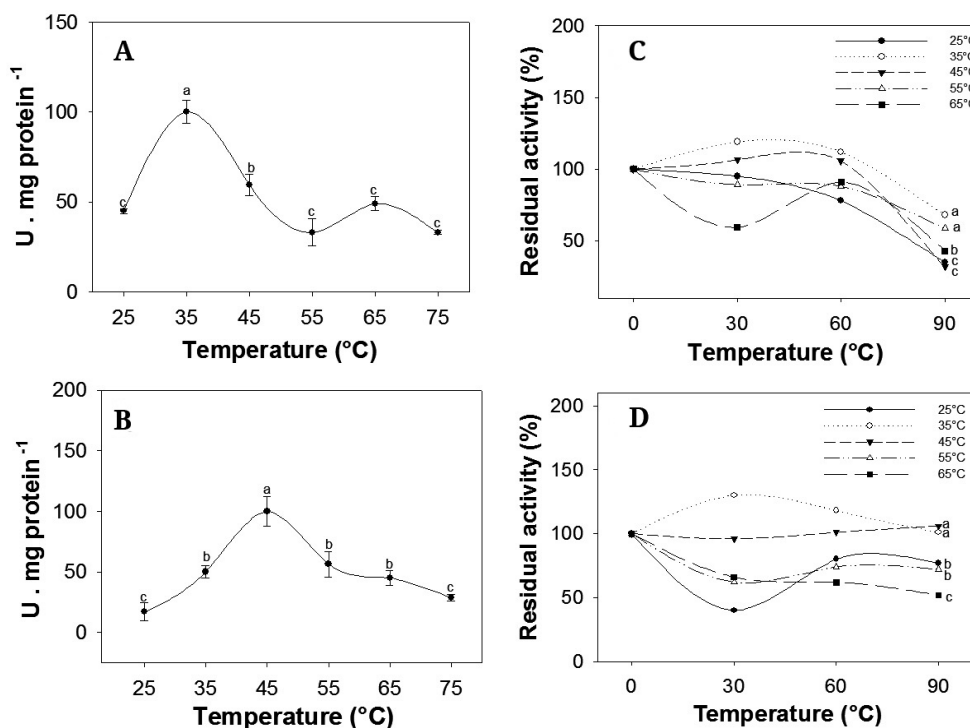 A
150
100
50
0
U . mg protein -1
c
a
b
c
c
c
25 35 45 55 65 75
Temperature (°C)
C
200
150
100
50
Residual activity (%)
25°C
35°C
45°C
55°C
65°C
a
a
b
c
c
0 30 60 90
Temperature (°C)
B
200
150
100
50
0
U . mg protein -1
c
b
a
b
b
c
25 35 45 55 65 75
Temperature (°C)
D
200
150
100
50
0
Residual activity (%)
25°C
35°C
45°C
55°C
65°C
a
a
b
b
c
0 30 60 90
Temperature (°C)